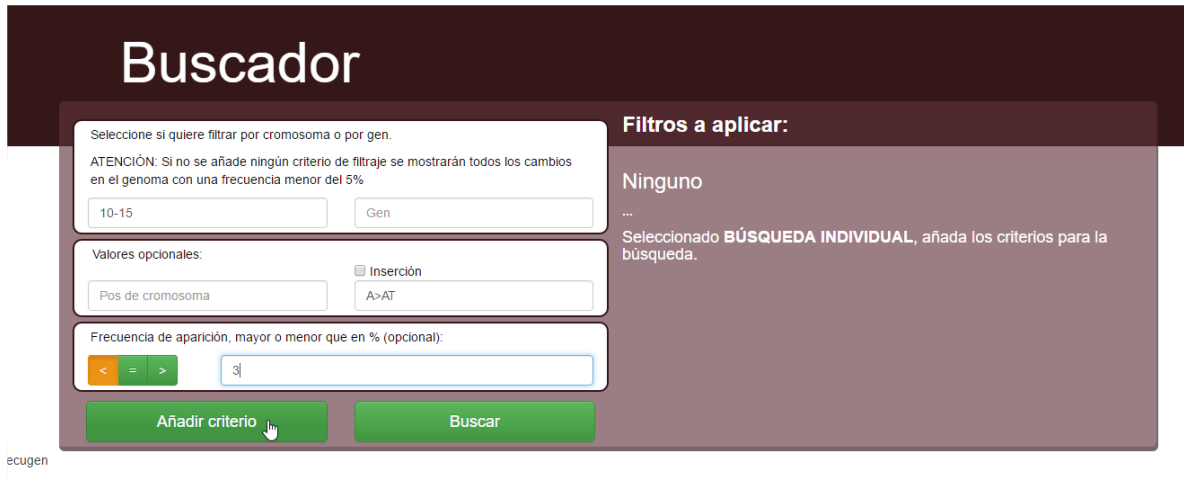 Buscador
Seleccione si quiere filtrar por cromosoma o por gen.
ATENCIÓN: Si no se añade ningún criterio de filtraje se mostrarán todos los cambios
en el genoma con una frecuencia menor del 5%
10-15
Gen
Valores opcionales:
Inserción
Pos de cromosoma
A>AT
Frecuencia de aparición, mayor o menor que en % (opcional):
< = >
3
Añadir criterio
Buscar
Filtros a aplicar:
Ninguno
...
Seleccionado BÚSQUEDA INDIVIDUAL, añada los criterios para la
búsqueda.
ecugen